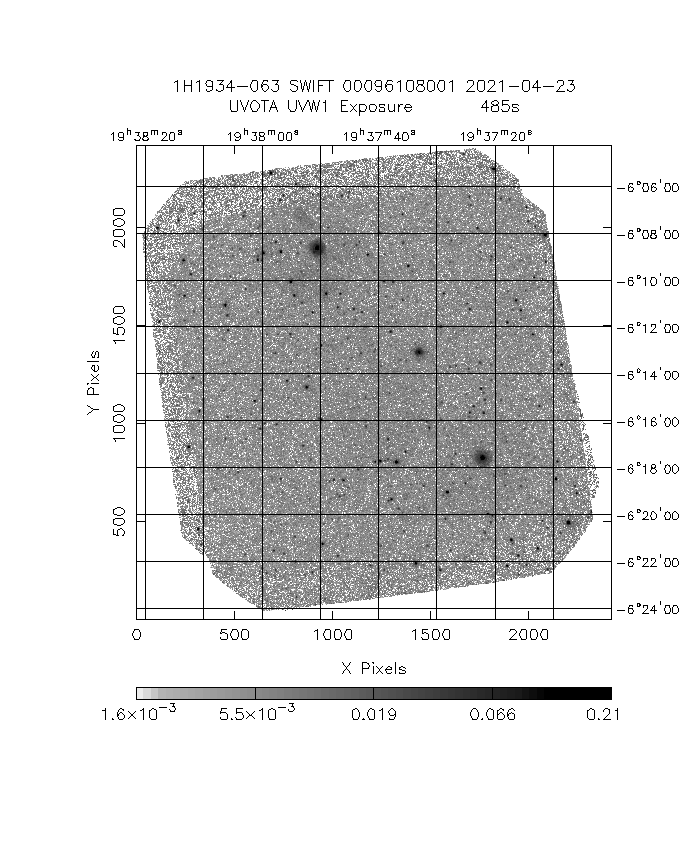 1H1934−063 SWIFT 00096108001 2021−04−23
UVOTA UVW1 Exposure 485s
19ʰ38ᵐ20ˢ 19ʰ38ᵐ00ˢ 19ʰ37ᵐ40ˢ 19ʰ37ᵐ20ˢ
−6°06'00
2000
−6°08'00
−6°10'00
1500
−6°12'00
−6°14'00
Y Pixels
1000
−6°16'00
−6°18'00
500
−6°20'00
−6°22'00
−6°24'00
0 500 1000 1500 2000
X Pixels
1.6×10⁻³ 5.5×10⁻³ 0.019 0.066 0.21